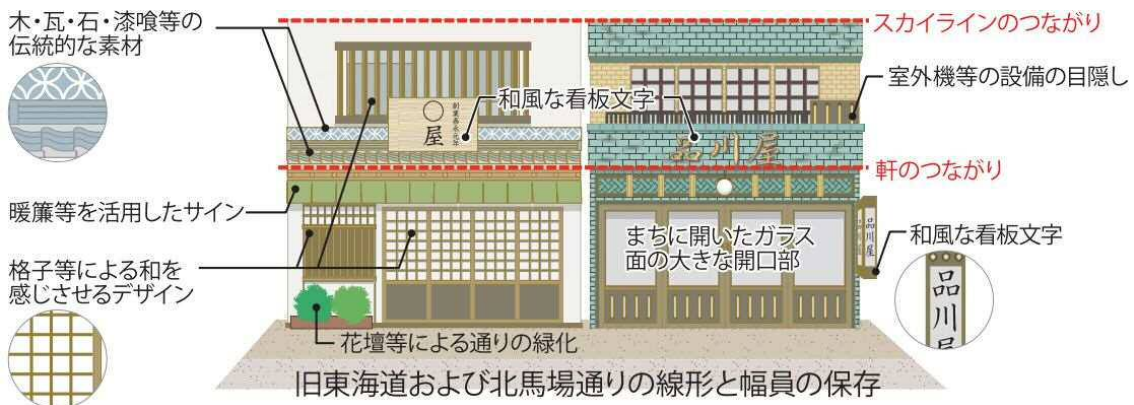 木・瓦・石・漆喰等の
伝統的な素材
スカイラインのつながり
室外機等の設備の目隠し
和風な看板文字
創業嘉永元年
○屋
品川屋
軒のつながり
暖簾等を活用したサイン
まちに開いたガラス
面の大きな開口部
品川屋
和風な看板文字
格子等による和を
感じさせるデザイン
品川屋
花壇等による通りの緑化
旧東海道および北馬場通りの線形と幅員の保存